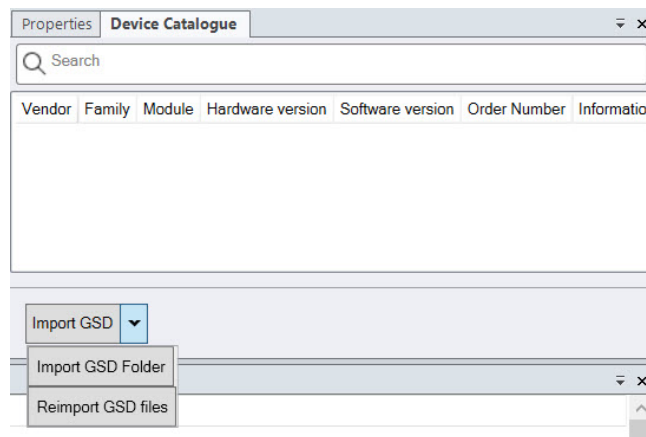 Properties Device Catalogue
Search
Vendor Family Module Hardware version Software version Order Number Informatio
Import GSD
Import GSD Folder
Reimport GSD files